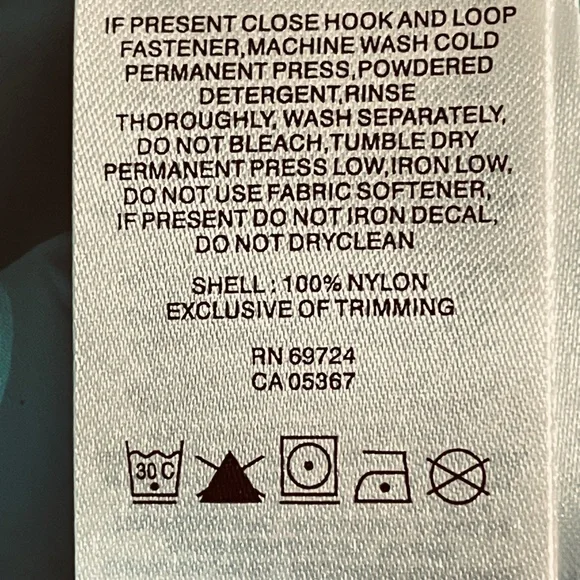 IF PRESENT CLOSE HOOK AND LOOP
FASTENER,MACHINE WASH COLD
PERMANENT PRESS,POWDERED
DETERGENT,RINSE
THOROUGHLY, WASH SEPARATELY,
DO NOT BLEACH,TUMBLE DRY
PERMANENT PRESS LOW,IRON LOW,
DO NOT USE FABRIC SOFTENER,
IF PRESENT DO NOT IRON DECAL,
DO NOT DRYCLEAN
SHELL : 100% NYLON
EXCLUSIVE OF TRIMMING
RN 69724
CA 05367
30 C